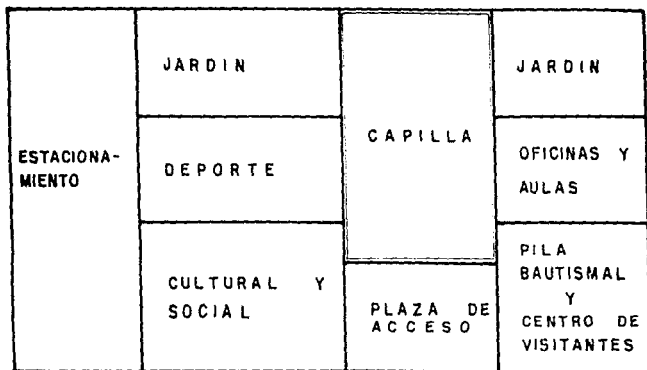 ESTACIONA-
MIENTO
JARDIN
DEPORTE
CULTURAL Y
SOCIAL
CAPILLA
PLAZA DE
ACCESO
JARDIN
OFICINAS Y
AULAS
PILA
BAUTISMAL
Y
CENTRO DE
VISITANTES